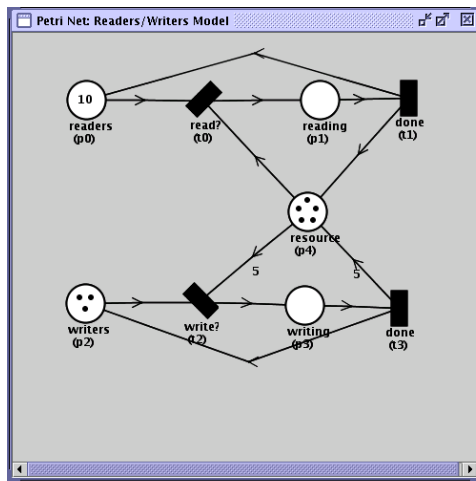 Petri Net: Readers/Writers Model
10
readers
(p0)
read?
(t0)
reading
(p1)
done
(t1)
resource
(p4)
5
5
writers
(p2)
write?
(t2)
writing
(p3)
done
(t3)